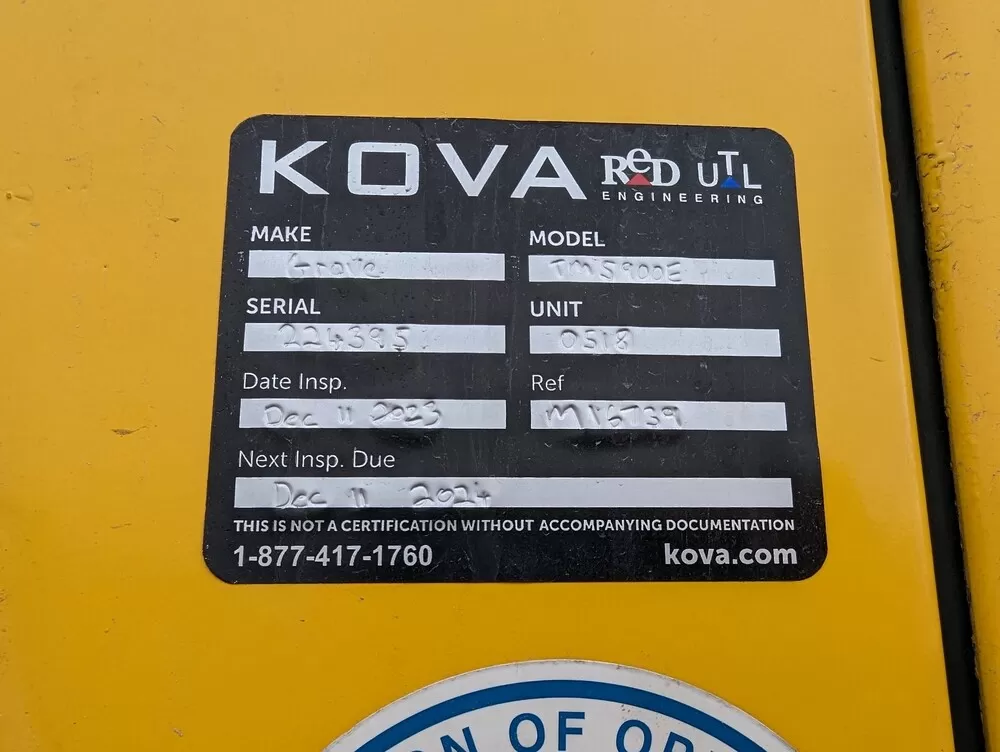 KOVA ReD UTL
ENGINEERING
MAKE MODEL
Grove TMS900E
SERIAL UNIT
224395 0518
Date Insp. Ref
Dec 11 2023 M16T39
Next Insp. Due
Dec 11 2024
THIS IS NOT A CERTIFICATION WITHOUT ACCOMPANYING DOCUMENTATION
1-877-417-1760 kova.com
OF